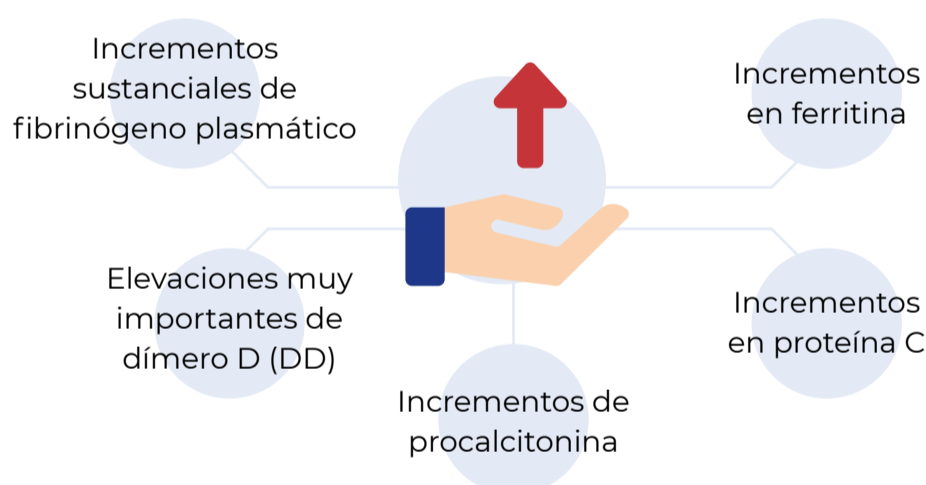 Incrementos
sustanciales de
fibrinógeno plasmático
Incrementos
en ferritina
Elevaciones muy
importantes de
dímero D (DD)
Incrementos
en proteína C
Incrementos de
procalcitonina